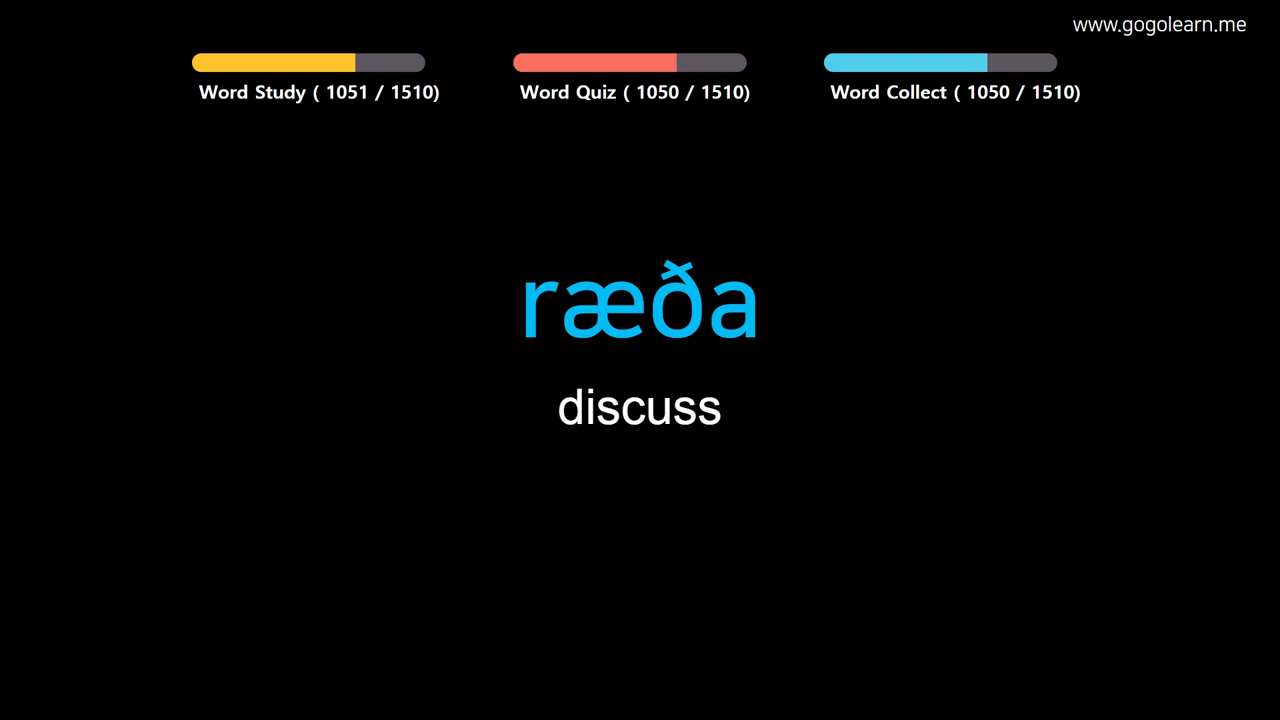 www.gogolearn.me
Word Study ( 1051 / 1510)
Word Quiz ( 1050 / 1510)
Word Collect ( 1050 / 1510)
ræða
discuss